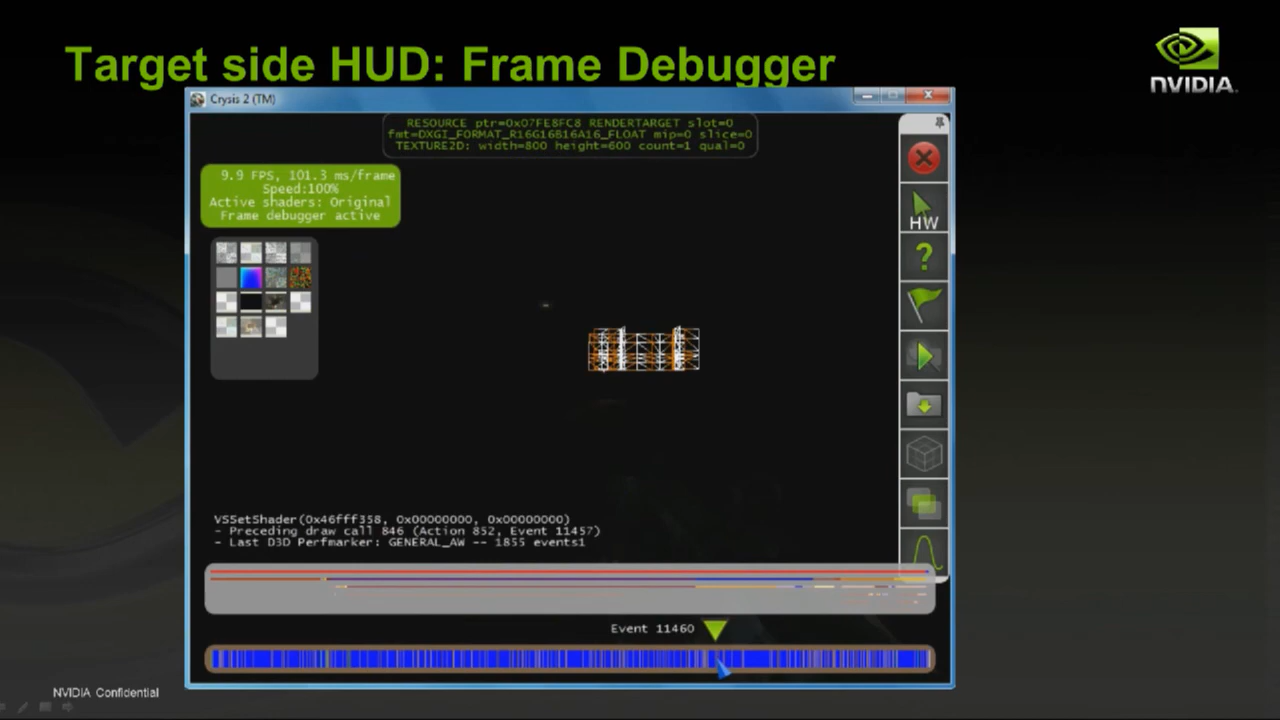 Target side HUD: Frame Debugger
NVIDIA.
Crysis 2 (TM)
RESOURCE ptr=0x07FE8FC8 RENDERTARGET slot=0
fmt=DXGI_FORMAT_R16G16B16A16_FLOAT mip=0 slice=0
TEXTURE2D: width=800 height=600 count=1 qual=0
9.9 FPS, 101.3 ms/frame
Speed:100%
Active shaders: Original
Frame debugger active
HW
?
VSSetShader(0x46fff358, 0x00000000, 0x00000000)
- Preceding draw call 846 (Action 852, Event 11457)
- Last D3D Perfmarker: GENERAL_AW -- 1855 events1
Event 11460
NVIDIA Confidential